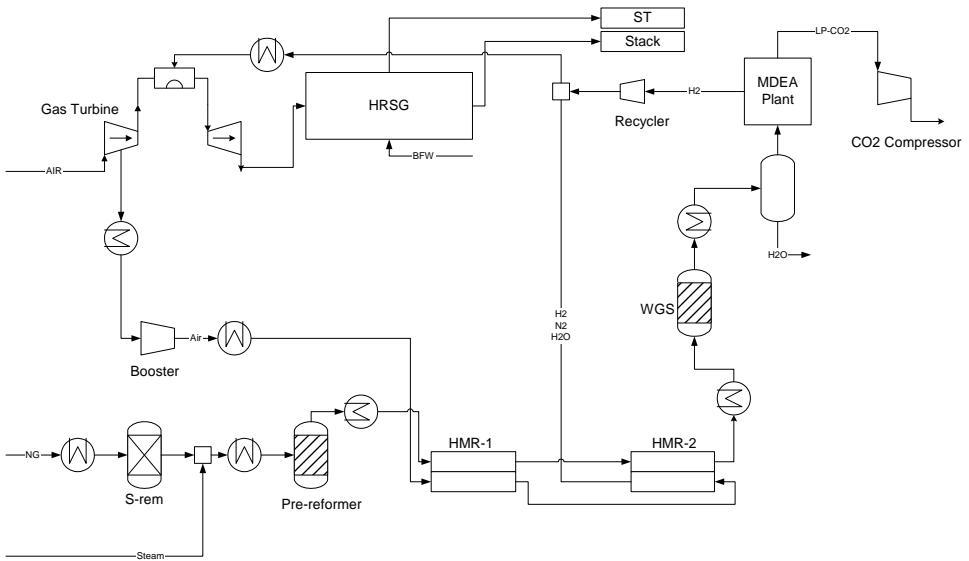 ST
Stack
LP-CO2
MDEA
Plant
Gas Turbine
HRSG
H2
Recycler
CO2 Compressor
BFW
AIR
H2O
WGS
H2
N2
H2O
Air
Booster
HMR-1
HMR-2
NG
S-rem
Pre-reformer
Steam